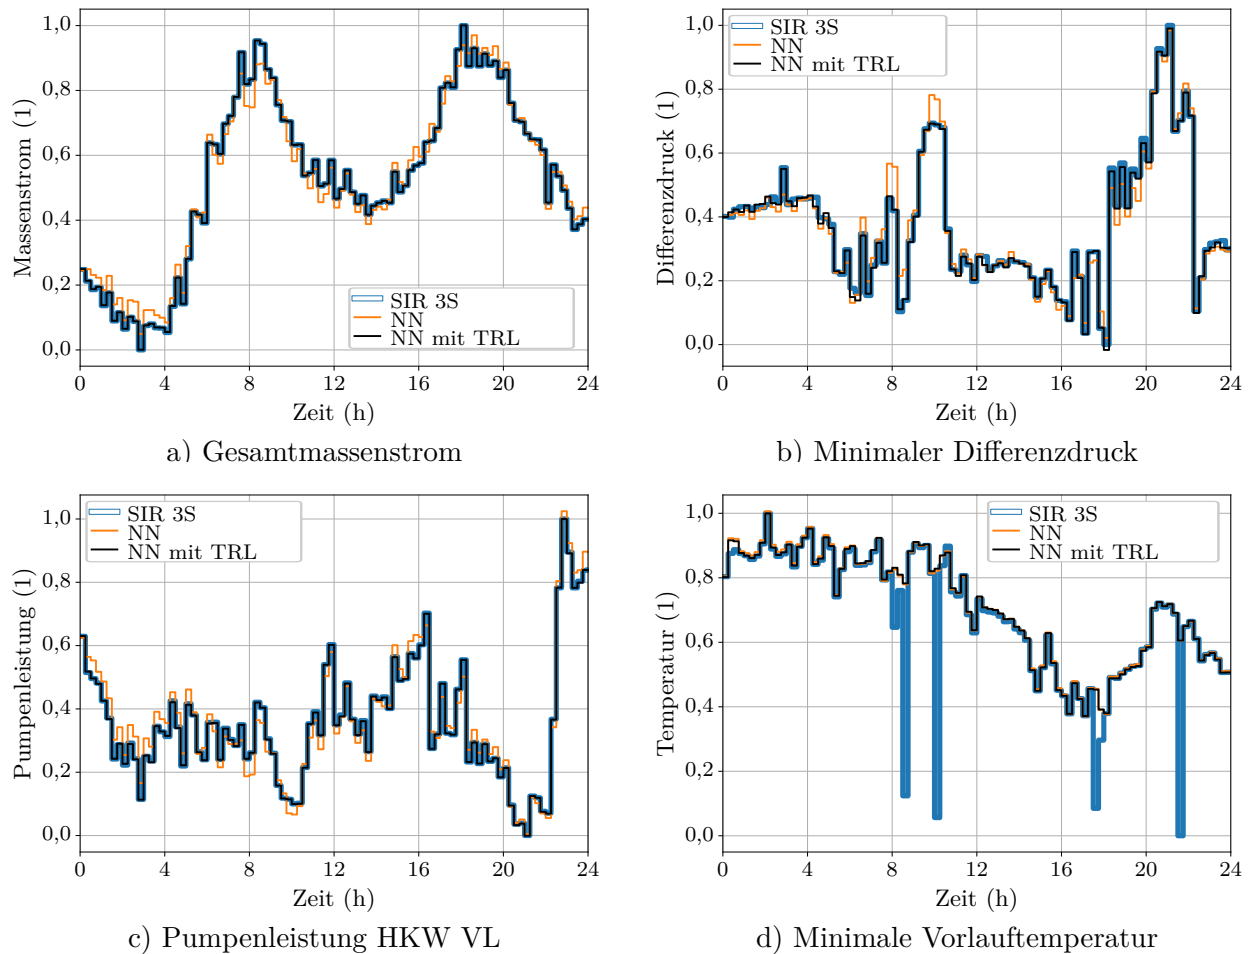 1,0
0,8
0,6
0,4
0,2
0,0
Massenstrom (1)
SIR 3S
NN
NN mit TRL
0 4 8 12 16 20 24
Zeit (h)
a) Gesamtmassenstrom
1,0
0,8
0,6
0,4
0,2
0,0
Differenzdruck (1)
SIR 3S
NN
NN mit TRL
0 4 8 12 16 20 24
Zeit (h)
b) Minimaler Differenzdruck
1,0
0,8
0,6
0,4
0,2
0,0
Pumpenleistung (1)
SIR 3S
NN
NN mit TRL
0 4 8 12 16 20 24
Zeit (h)
c) Pumpenleistung HKW VL
1,0
0,8
0,6
0,4
0,2
0,0
Temperatur (1)
SIR 3S
NN
NN mit TRL
0 4 8 12 16 20 24
Zeit (h)
d) Minimale Vorlauftemperatur